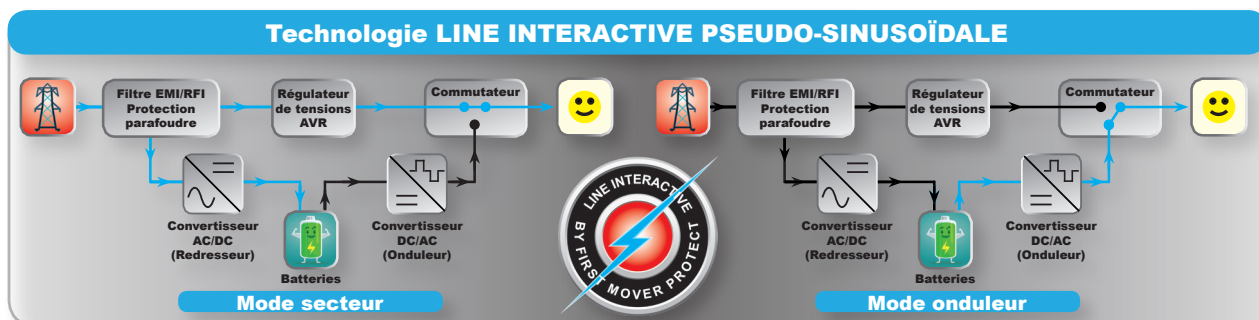 Technologie LINE INTERACTIVE PSEUDO-SINUSOÏDALE
Filtre EMI/RFI
Protection
parafoudre
Régulateur
de tensions
AVR
Commutateur
Convertisseur
AC/DC
(Redresseur)
Batteries
Convertisseur
DC/AC
(Onduleur)
Mode secteur
LINE INTERACTIVE
BY FIRST MOVER PROTECT
Filtre EMI/RFI
Protection
parafoudre
Régulateur
de tensions
AVR
Commutateur
Convertisseur
AC/DC
(Redresseur)
Batteries
Convertisseur
DC/AC
(Onduleur)
Mode onduleur